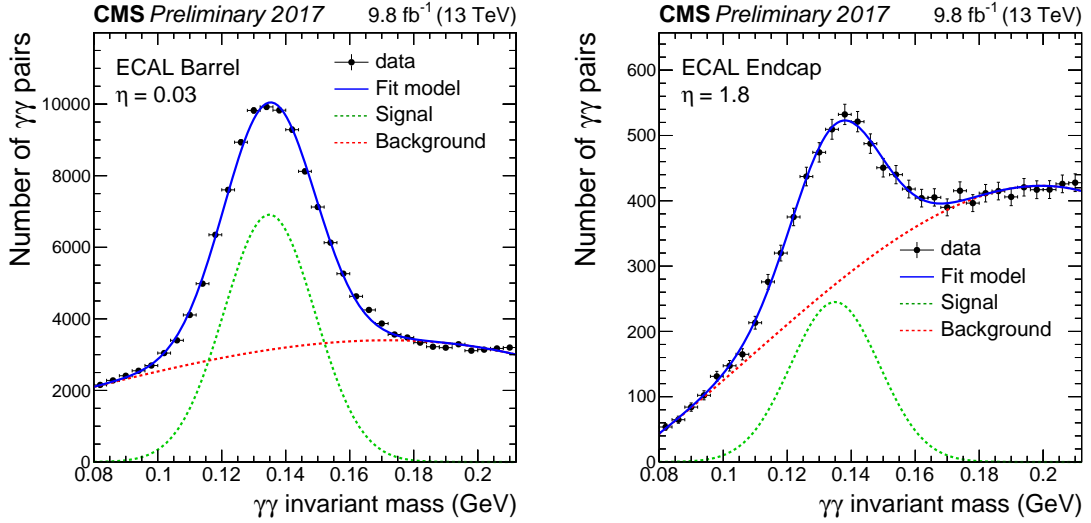 CMS Preliminary 2017 9.8 fb⁻¹ (13 TeV)
Number of γγ pairs
ECAL Barrel
η = 0.03
data
Fit model
Signal
Background
10000
8000
6000
4000
2000
0
0.08 0.1 0.12 0.14 0.16 0.18 0.2
γγ invariant mass (GeV)
CMS Preliminary 2017 9.8 fb⁻¹ (13 TeV)
Number of γγ pairs
ECAL Endcap
η = 1.8
600
500
400
300
200
100
0
data
Fit model
Signal
Background
0.08 0.1 0.12 0.14 0.16 0.18 0.2
γγ invariant mass (GeV)